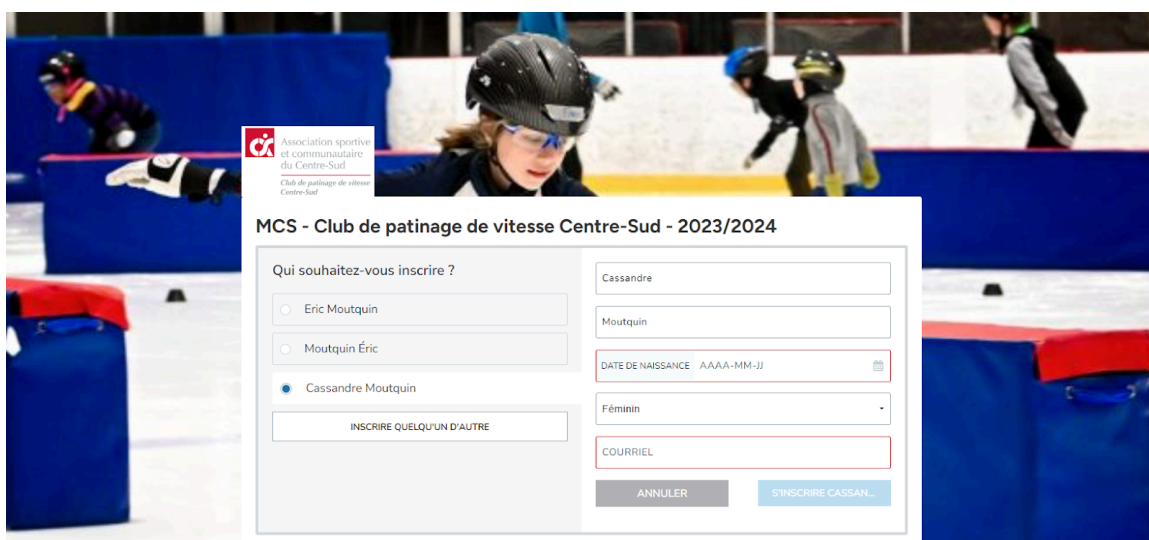 Association sportive
et communautaire
du Centre-Sud
Club de patinage de vitesse
Centre-Sud
MCS - Club de patinage de vitesse Centre-Sud - 2023/2024
Qui souhaitez-vous inscrire ?
Eric Moutquin
Moutquin Éric
Cassandre Moutquin
INSCRIRE QUELQU'UN D'AUTRE
Cassandre
Moutquin
DATE DE NAISSANCE AAAA-MM-JJ
Féminin
COURRIEL
ANNULER
S'INSCRIRE CASSAN...